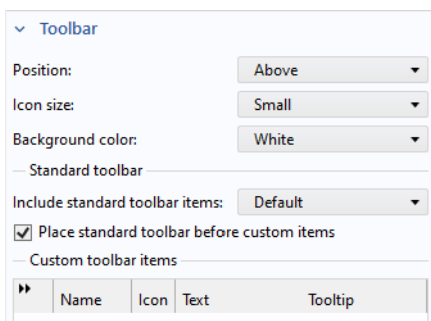 Toolbar
Position: Above
Icon size: Small
Background color: White
Standard toolbar
Include standard toolbar items: Default
Place standard toolbar before custom items
Custom toolbar items
Name Icon Text Tooltip